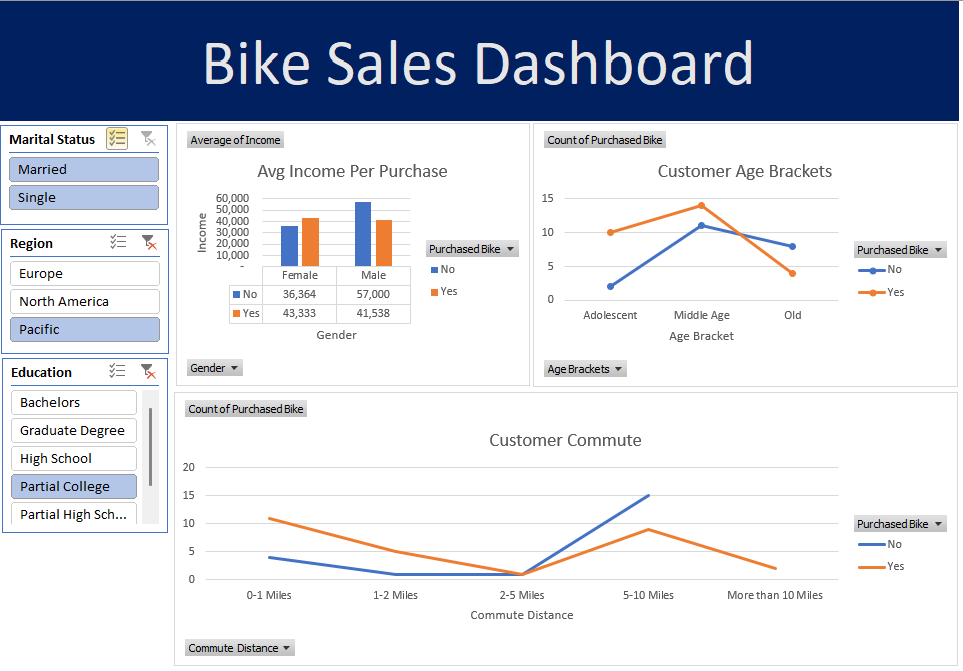 Bike Sales Dashboard
Marital Status
Married
Single
Region
Europe
North America
Pacific
Education
Bachelors
Graduate Degree
High School
Partial College
Partial High Sch...
Average of Income
Avg Income Per Purchase
60,000
50,000
40,000
30,000
20,000
10,000
-
Income
Female Male
No 36,364 57,000
Yes 43,333 41,538
Gender
Purchased Bike
No
Yes
Gender
Count of Purchased Bike
Customer Age Brackets
15
10
5
0
Adolescent Middle Age Old
Age Bracket
Purchased Bike
No
Yes
Age Brackets
Count of Purchased Bike
Customer Commute
20
15
10
5
0
0-1 Miles 1-2 Miles 2-5 Miles 5-10 Miles More than 10 Miles
Commute Distance
Purchased Bike
No
Yes
Commute Distance